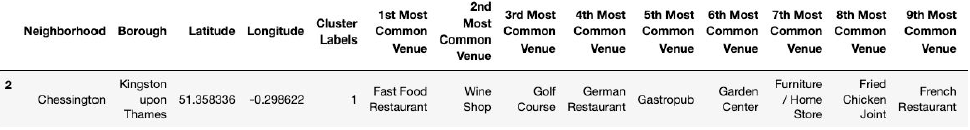 Neighborhood Borough Latitude Longitude Cluster Labels 1st Most Common Venue 2nd Most Common Venue 3rd Most Common Venue 4th Most Common Venue 5th Most Common Venue 6th Most Common Venue 7th Most Common Venue 8th Most Common Venue 9th Most Common Venue
2 Chessington Kingston upon Thames 51.358336 -0.298622 1 Fast Food Restaurant Wine Shop Golf Course German Restaurant Gastropub Garden Center Furniture / Home Store Fried Chicken Joint French Restaurant